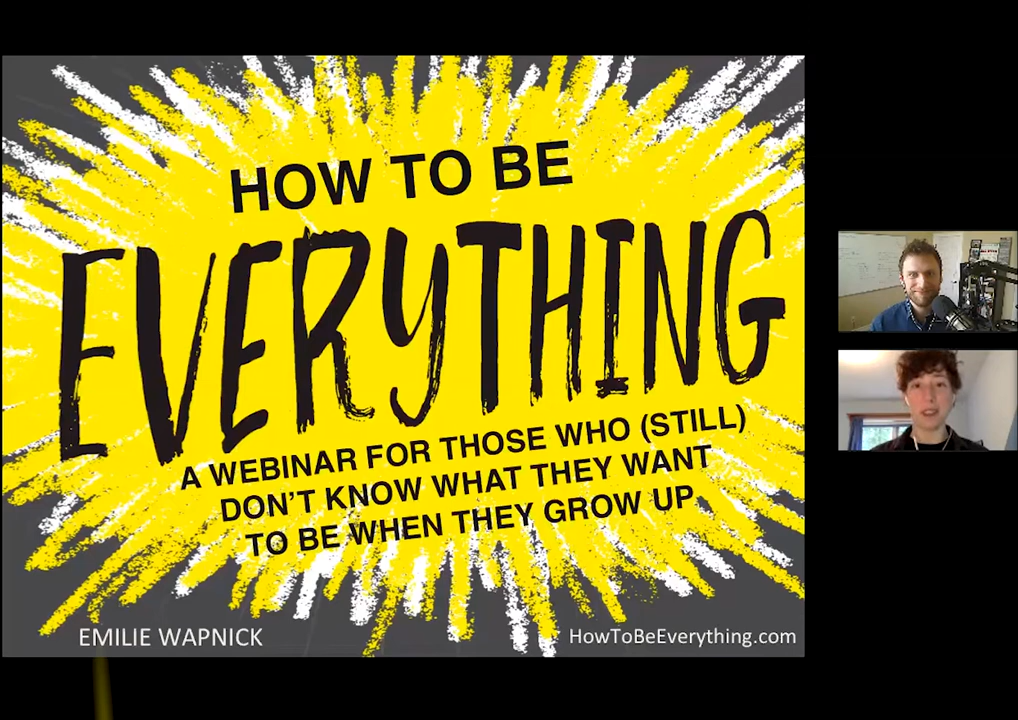 HOW TO BE
EVERYTHING
A WEBINAR FOR THOSE WHO (STILL)
DON'T KNOW WHAT THEY WANT
TO BE WHEN THEY GROW UP
EMILIE WAPNICK
HowToBeEverything.com